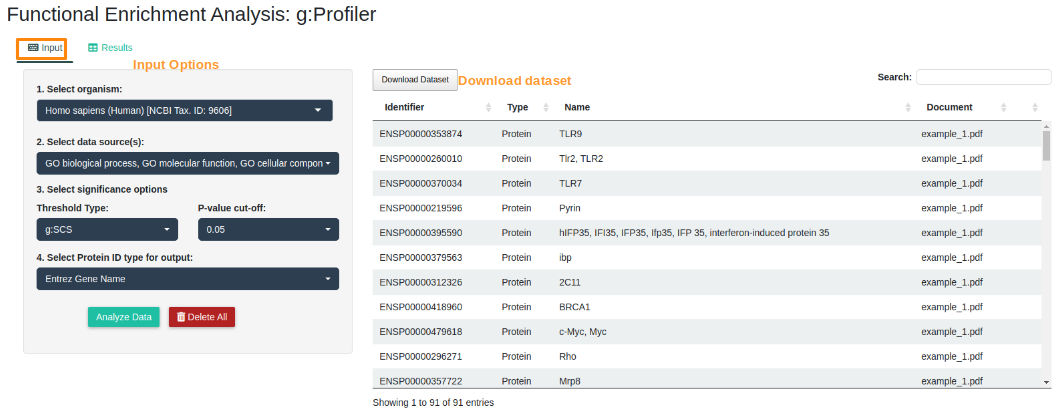 Functional Enrichment Analysis: g:Profiler
Input Results
Input Options
Download Dataset Download dataset Search:
1. Select organism:
Homo sapiens (Human) [NCBI Tax. ID: 9606]
2. Select data source(s):
GO biological process, GO molecular function, GO cellular compon
3. Select significance options
Threshold Type: P-value cut-off:
g:SCS 0.05
4. Select Protein ID type for output:
Entrez Gene Name
Analyze Data Delete All
Identifier Type Name Document
ENSP00000353874 Protein TLR9 example_1.pdf
ENSP00000260010 Protein Tlr2, TLR2 example_1.pdf
ENSP00000370034 Protein TLR7 example_1.pdf
ENSP00000219596 Protein Pyrin example_1.pdf
ENSP00000395590 Protein hIFP35, IFI35, IFP35, Ifp35, IFP 35, interferon-induced protein 35 example_1.pdf
ENSP00000379563 Protein ibp example_1.pdf
ENSP00000312326 Protein 2C11 example_1.pdf
ENSP00000418960 Protein BRCA1 example_1.pdf
ENSP00000479618 Protein c-Myc, Myc example_1.pdf
ENSP00000296271 Protein Rho example_1.pdf
ENSP00000357722 Protein Mrp8 example_1.pdf
Showing 1 to 91 of 91 entries